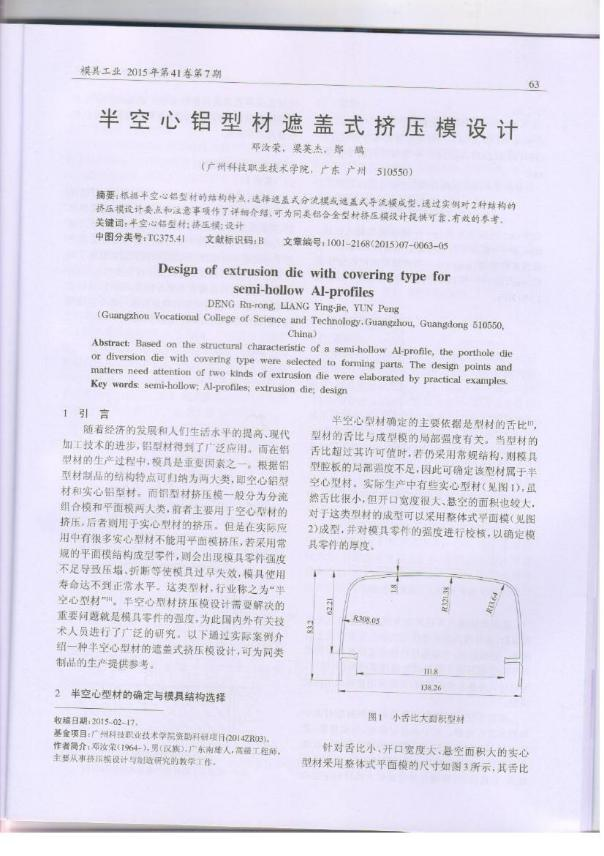 模具工业 2015年第41卷第7期
63
半空心铝型材遮盖式挤压模设计
邓汝荣,梁英杰,郧 鹏
(广州科技职业技术学院,广东 广州 510550)
摘要:根据半空心铝型材的结构特点,选择遮盖式分流模或遮盖式导流模成型,通过实例对2种结构的
挤压模设计要点和注意事项作了详细介绍,可为同类铝合金型材挤压模设计提供可靠、有效的参考。
关键词:半空心铝型材;挤压模;设计
中图分类号:TG375.41 文献标识码:B 文章编号:1001-2168(2015)07-0063-05
Design of extrusion die with covering type for
semi-hollow Al-profiles
DENG Ru-rong, LIANG Ying-jie, YUN Peng
(Guangzhou Vocational College of Science and Technology, Guangzhou, Guangdong 510550,
China)
Abstract: Based on the structural characteristic of a semi-hollow Al-profile, the porthole die
or diversion die with covering type were selected to forming parts. The design points and
matters need attention of two kinds of extrusion die were elaborated by practical examples.
Key words: semi-hollow; Al-profiles; extrusion die; design
1 引 言
随着经济的发展和人们生活水平的提高、现代
加工技术的进步,铝型材得到了广泛应用。而在铝
型材的生产过程中,模具是重要因素之一。根据铝
型材制品的结构特点可归纳为两大类,即空心铝型
材和实心铝型材。而铝型材挤压模一般分为分流
组合模和平面模两大类,前者主要用于空心型材的
挤压,后者则用于实心型材的挤压。但是在实际应
用中有很多实心型材不能用平面模挤压,若采用常
规的平面模结构成型零件,则会出现模具零件强度
不足导致压塌、折断等使模具过早失效,模具使用
寿命达不到正常水平。这类型材,行业称之为“半
空心型材”[1]。半空心型材挤压模设计需要解决的
重要问题就是模具零件的强度,为此国内外有关技
术人员进行了广泛的研究。以下通过实际案例介
绍一种半空心型材的遮盖式挤压模设计,可为同类
制品的生产提供参考。
2 半空心型材的确定与模具结构选择
收稿日期:2015-02-17。
基金项目:广州科技职业技术学院资助科研项目(2014ZR03)。
作者简介:邓汝荣(1964-),男(汉族),广东南雄人,高级工程师,
主要从事挤压模设计与制造研究的教学工作。
半空心型材确定的主要依据是型材的舌比[1],
型材的舌比与成型模的局部强度有关。当型材的
舌比超过其许可值时,若仍采用常规结构,则模具
型腔板的局部强度不足,因此可确定该型材属于半
空心型材。实际生产中有些实心型材(见图1),虽
然舌比很小,但开口宽度很大、悬空的面积也较大,
对于这类型材的成型可以采用整体式平面模(见图
2)成型,并对模具零件的强度进行校核,以确定模
具零件的厚度。
83.2
62.21
1.8
R308.05
R321.38
R13.64
111.8
138.26
图1 小舌比大面积型材
针对舌比小、开口宽度大、悬空面积大的实心
型材采用整体式平面模的尺寸如图3所示,其舌比